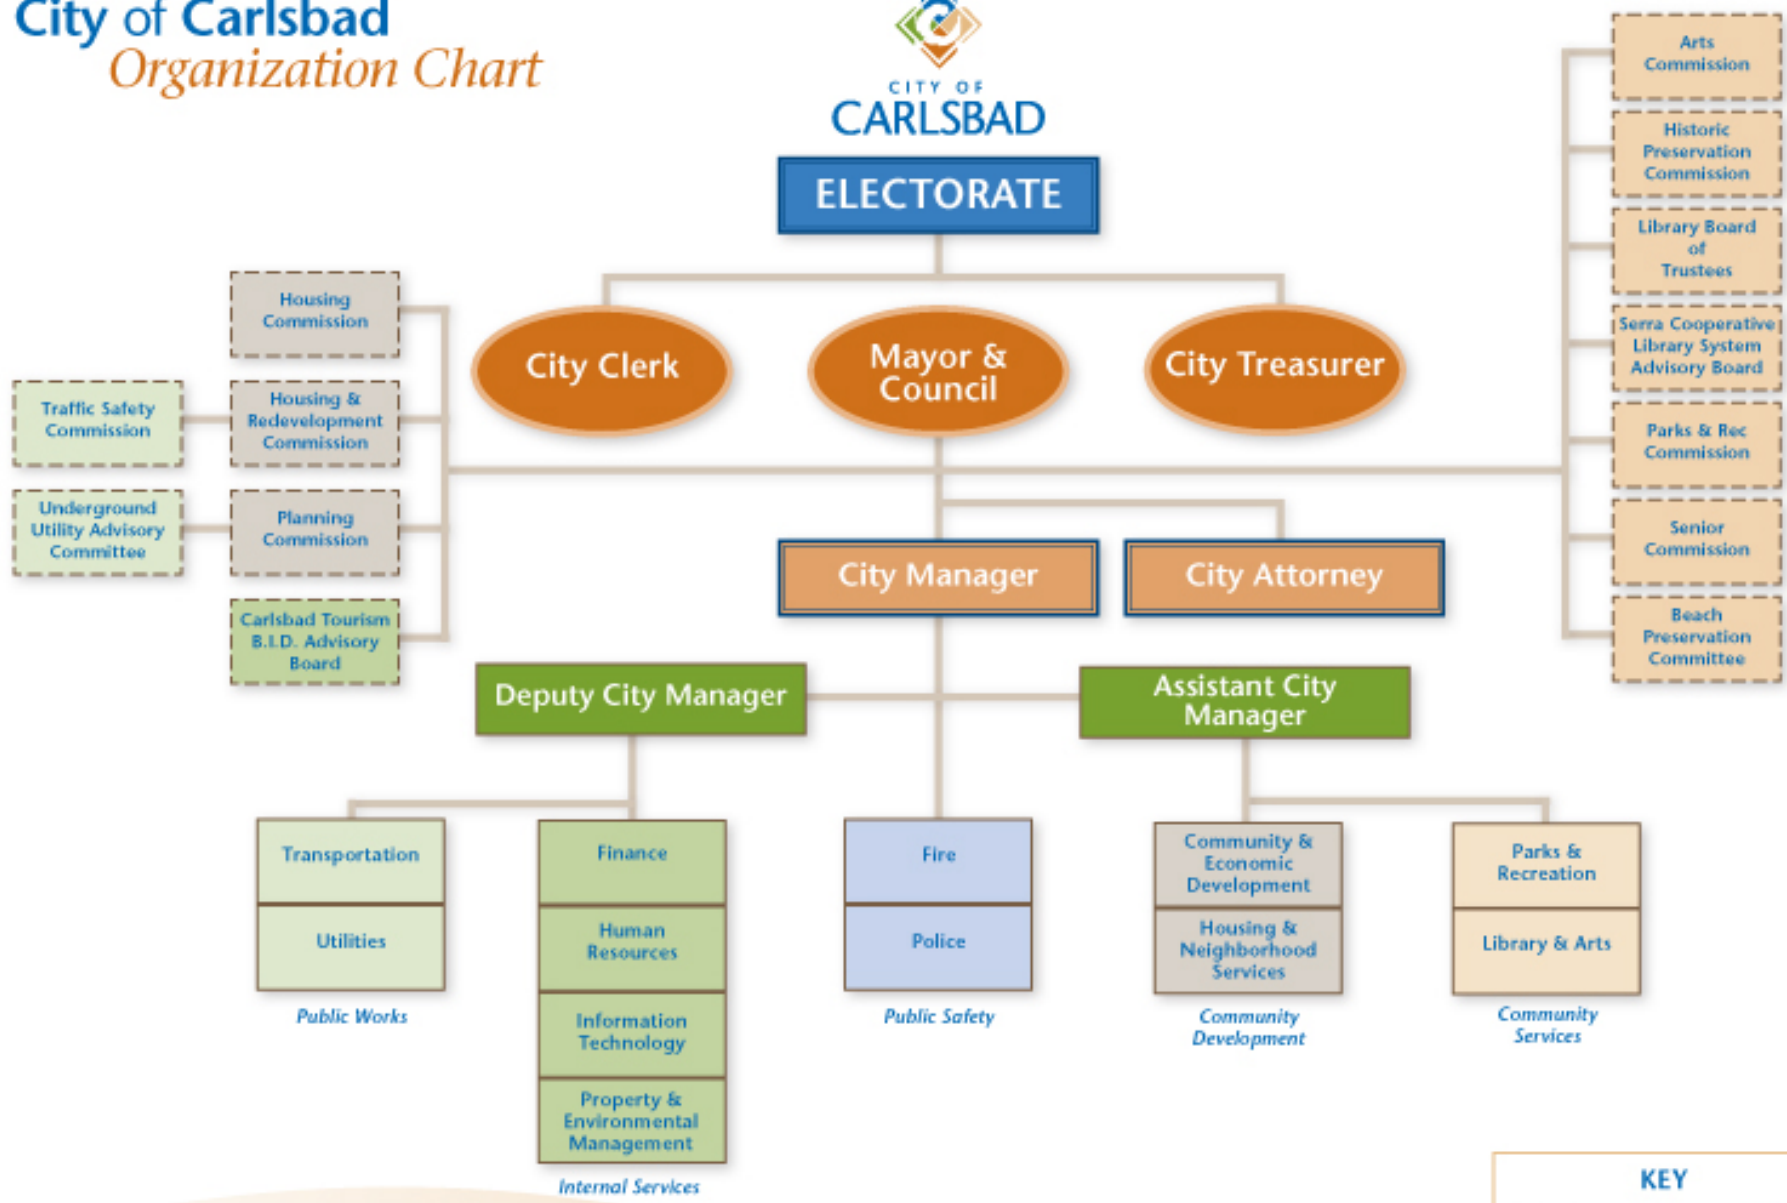 City of Carlsbad
Organization Chart
CITY OF
CARLSBAD
ELECTORATE
City Clerk
Mayor &
Council
City Treasurer
Housing
Commission
Traffic Safety
Commission
Housing &
Redevelopment
Commission
Underground
Utility Advisory
Committee
Planning
Commission
Carlsbad Tourism
B.I.D. Advisory
Board
Arts
Commission
Historic
Preservation
Commission
Library Board
of
Trustees
Serra Cooperative
Library System
Advisory Board
Parks & Rec
Commission
Senior
Commission
Beach
Preservation
Committee
City Manager
City Attorney
Deputy City Manager
Assistant City
Manager
Transportation
Utilities
Public Works
Finance
Human
Resources
Information
Technology
Property &
Environmental
Management
Internal Services
Fire
Police
Public Safety
Community &
Economic
Development
Housing &
Neighborhood
Services
Community
Development
Parks &
Recreation
Library & Arts
Community
Services
KEY